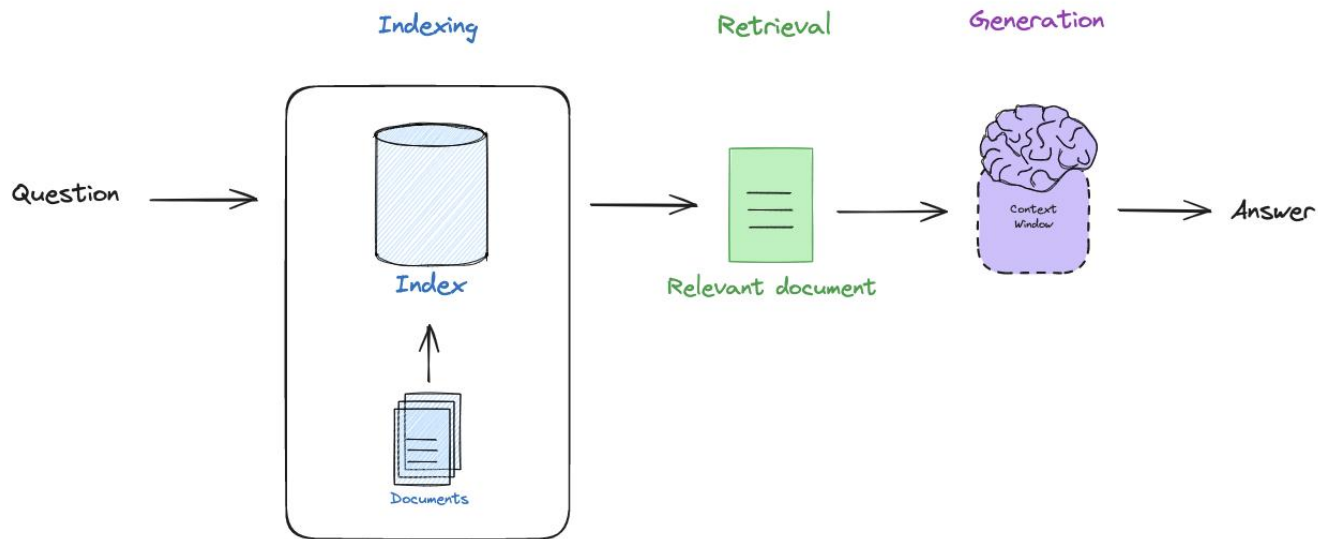 Indexing
Retrieval
Generation
Question
Index
Documents
Relevant document
Context
Window
Answer